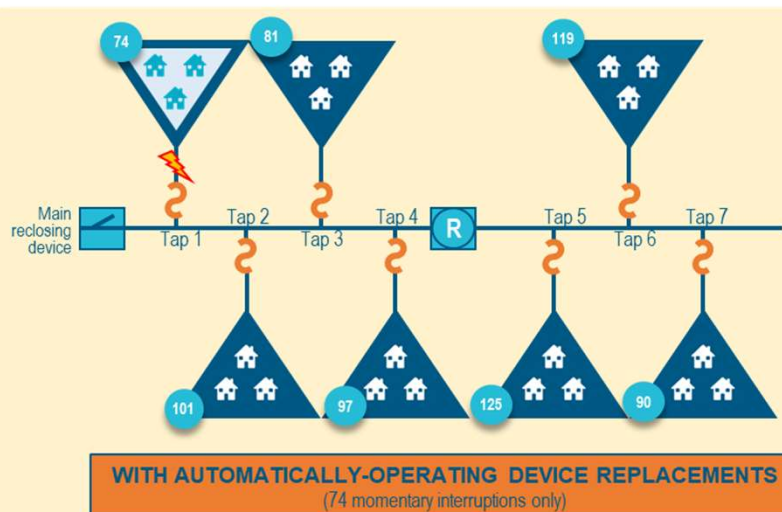 74
81
119
Main
reclosing
device
Tap 1
Tap 2
Tap 3
Tap 4
R
Tap 5
Tap 6
Tap 7
101
97
125
90
WITH AUTOMATICALLY-OPERATING DEVICE REPLACEMENTS
(74 momentary interruptions only)